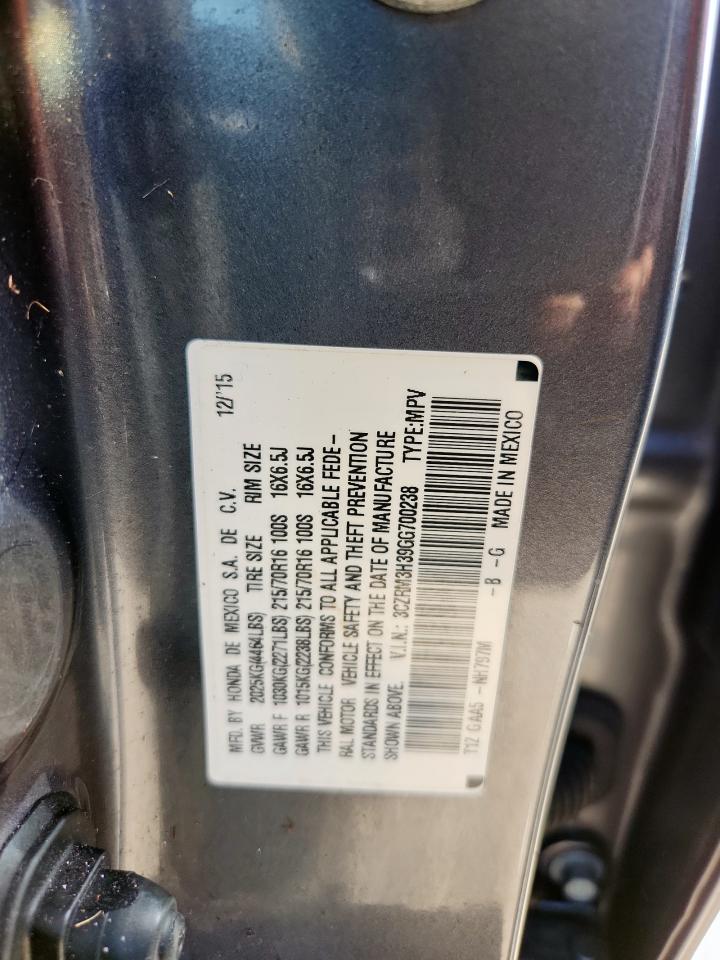 MFD. BY HONDA DE MEXICO S.A. DE C.V. 12/'15
GVWR 2025KG(4464LBS) TIRE SIZE RIM SIZE
GAWR F 1030KG(2271LBS) 215/70R16 100S 16X6.5J
GAWR R 1015KG(2238LBS) 215/70R16 100S 16X6.5J
THIS VEHICLE CONFORMS TO ALL APPLICABLE FEDE-
RAL MOTOR VEHICLE SAFETY AND THEFT PREVENTION
STANDARDS IN EFFECT ON THE DATE OF MANUFACTURE
SHOWN ABOVE. V.I.N.: 3CZRM3H39GG700238 TYPE:MPV
T1Z GAA5 -NH797M -B -G MADE IN MEXICO